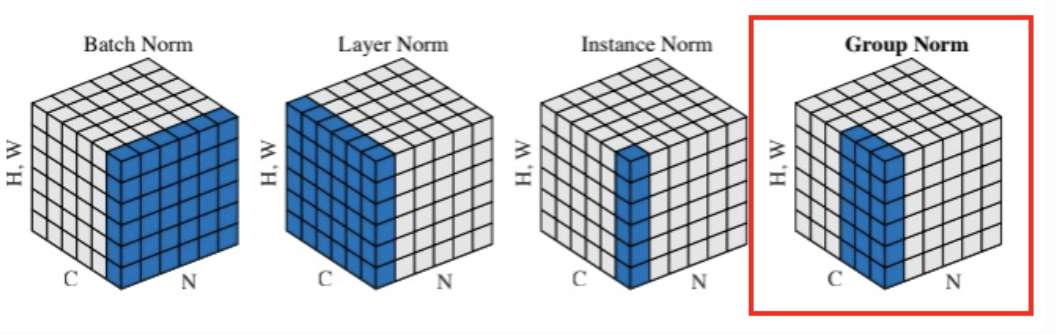 Batch Norm
H, W
C
N
Layer Norm
H, W
C
N
Instance Norm
H, W
C
N
Group Norm
H, W
C
N